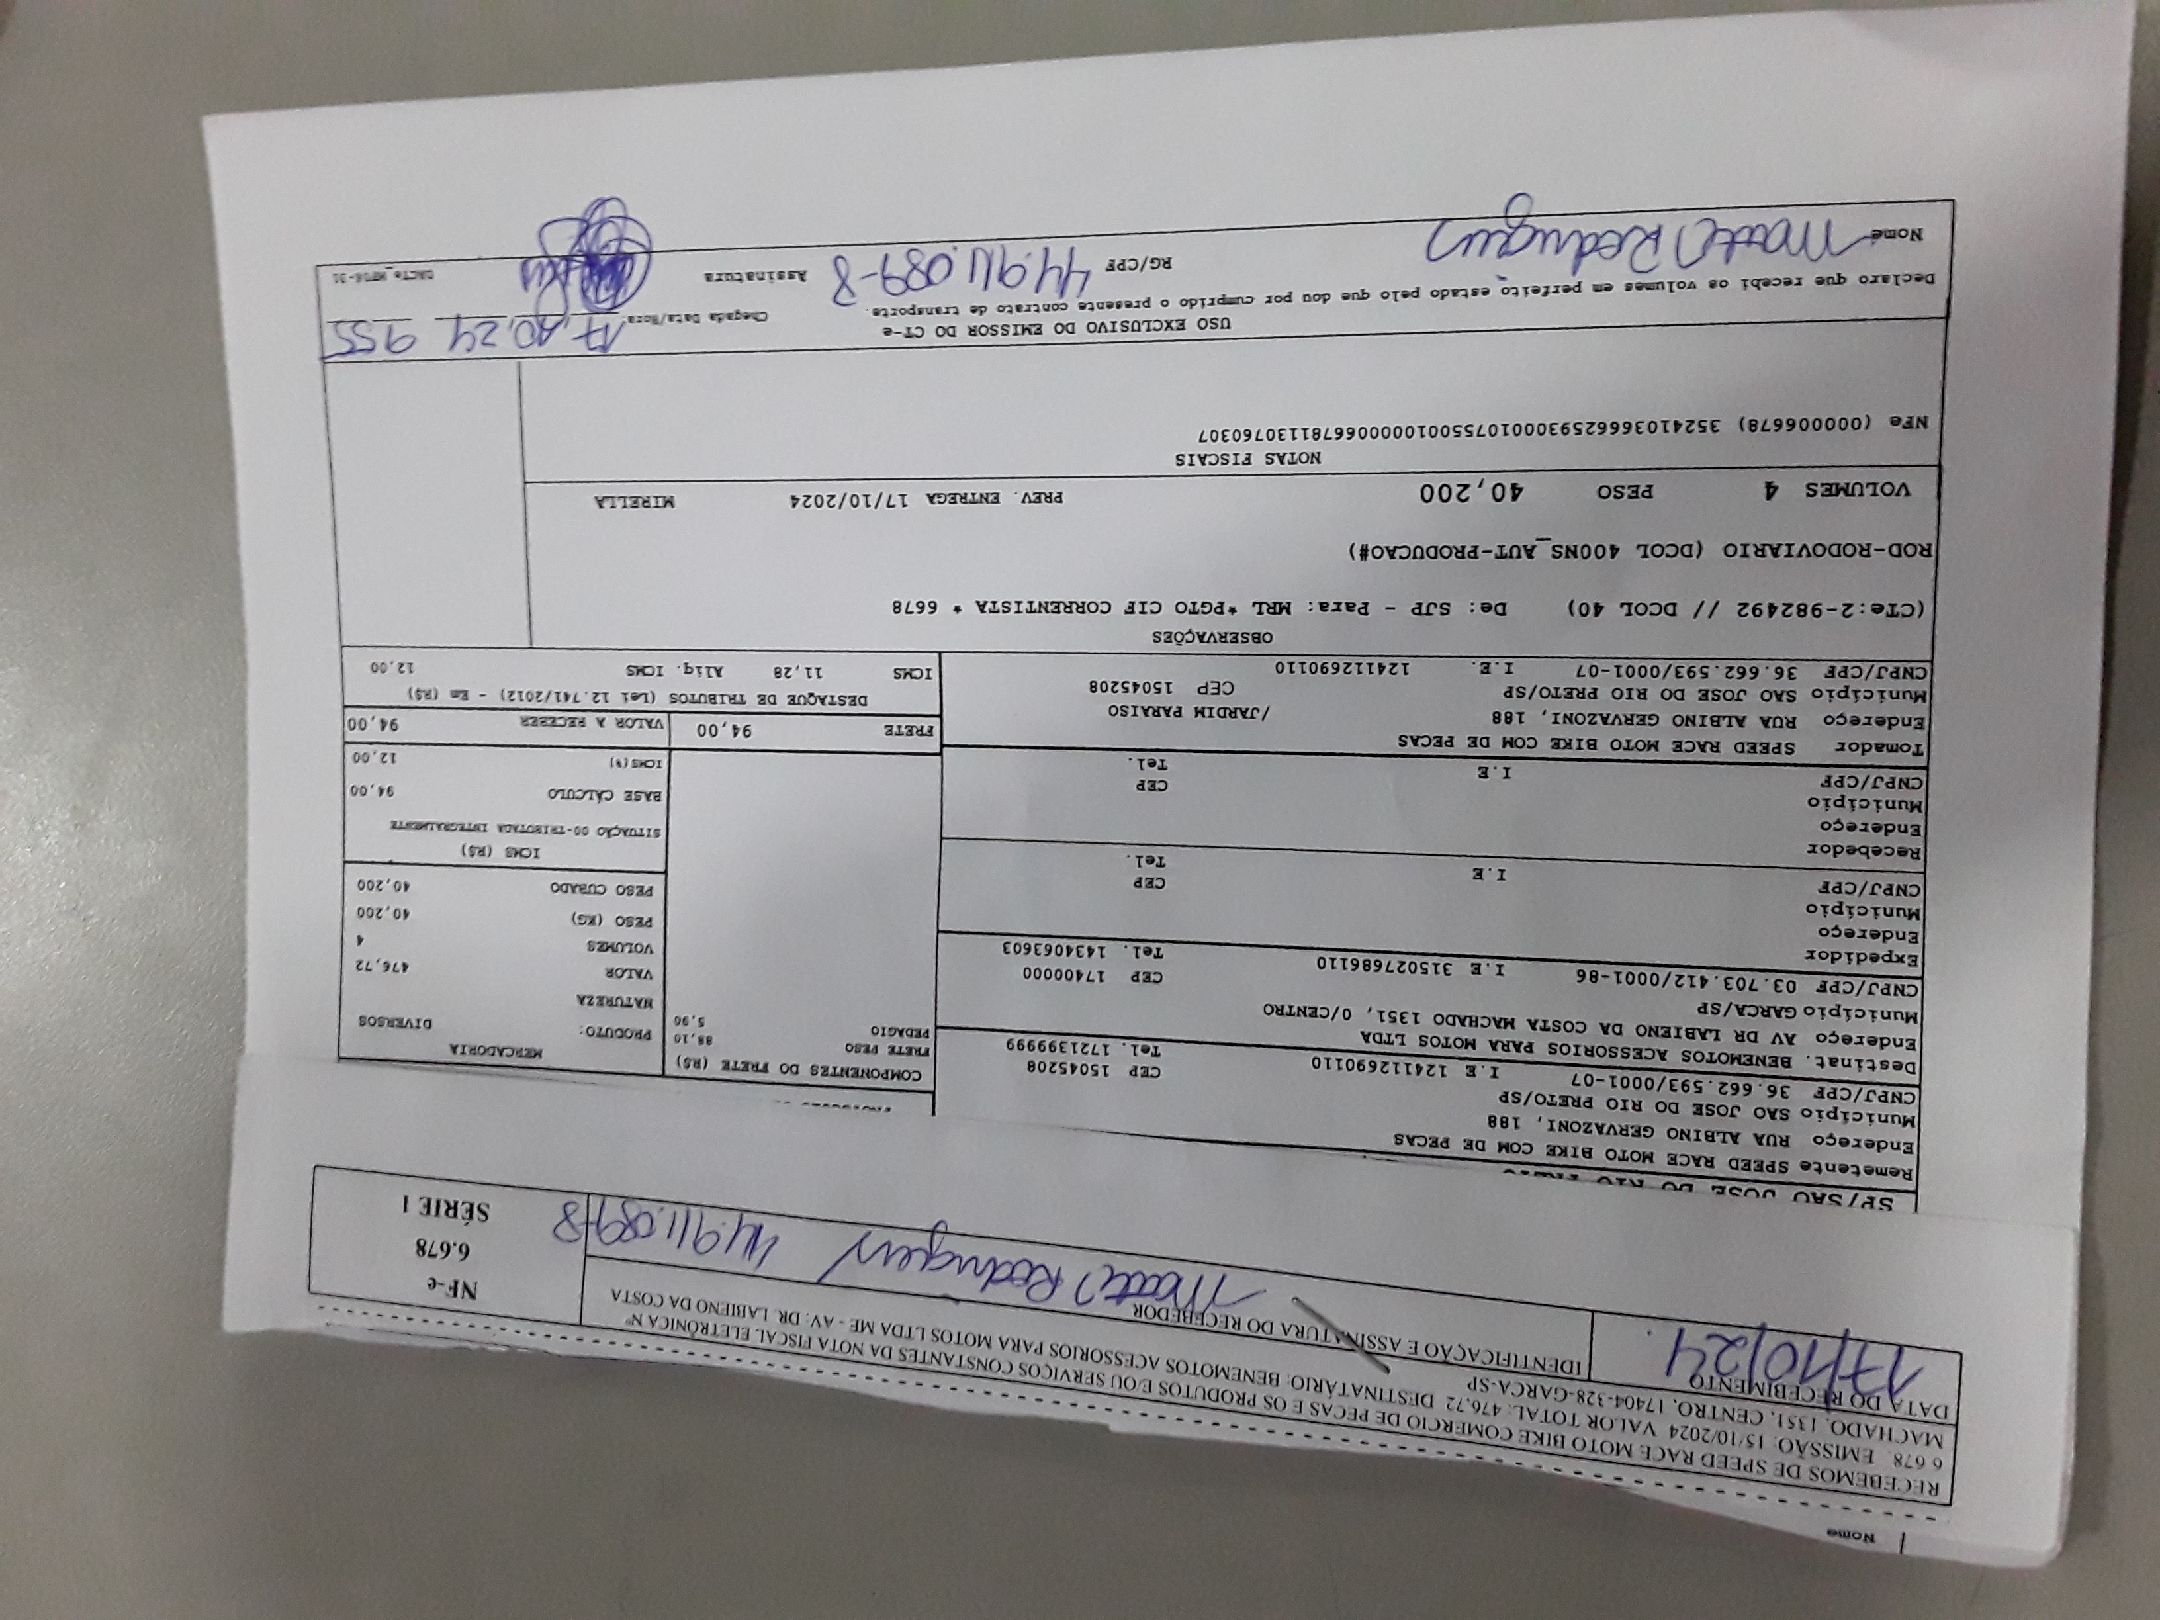 Nome
RECEBEMOS DE SPEED RACE MOTO BIKE COMERCIO DE PECAS E OS PRODUTOS E/OU SERVIÇOS CONSTANTES DA NOTA FISCAL ELETRÔNICA Nº
6.678 EMISSÃO: 15/10/2024 VALOR TOTAL: 476,72 DESTINATÁRIO: BENEMOTOS ACESSORIOS PARA MOTOS LTDA ME - AV. DR. LABIENO DA COSTA
MACHADO, 1351, CENTRO, 17404-328-GARCA-SP
NF-e
6.678
SÉRIE 1
DATA DO RECEBIMENTO
17/10/24
IDENTIFICAÇÃO E ASSINATURA DO RECEBEDOR
Rodrigues 44.911.089-8
SP/SAO JOSE DO RIO
Remetente SPEED RACE MOTO BIKE COM DE PECAS
Endereço RUA ALBINO GERVAZONI, 188
Município SAO JOSE DO RIO PRETO/SP CEP 15045208
CNPJ/CPF 36.662.593/0001-07 I.E 124112690110 Tel. 1721399999
Destinat. BENEMOTOS ACESSORIOS PARA MOTOS LTDA
Endereço AV DR LABIENO DA COSTA MACHADO 1351, 0/CENTRO
Município GARCA/SP CEP 17400000
CNPJ/CPF 03.703.412/0001-86 I.E 315027686110 Tel. 1434063603
Expedidor
Endereço
Município CEP
CNPJ/CPF I.E Tel.
Recebedor
Endereço
Município CEP
CNPJ/CPF I.E Tel.
Tomador SPEED RACE MOTO BIKE COM DE PECAS
Endereço RUA ALBINO GERVAZONI, 188 /JARDIM PARAISO
Município SAO JOSE DO RIO PRETO/SP CEP 15045208
CNPJ/CPF 36.662.593/0001-07 I.E. 124112690110
COMPONENTES DO FRETE (R$)
FRETE PESO 88,10
PEDAGIO 5,90
MERCADORIA
PRODUTO: DIVERSOS
NATUREZA
VALOR 476,72
VOLUMES 4
PESO (KG) 40,200
PESO CUBADO 40,200
ICMS (R$)
SITUAÇÃO 00-TRIBUTADA INTEGRALMENTE
BASE CÁLCULO 94,00
ICMS(%) 12,00
FRETE 94,00 VALOR A RECEBER 94,00
DESTAQUE DE TRIBUTOS (Lei 12.741/2012) - Em (R$)
ICMS 11,28 Aliq. ICMS 12,00
OBSERVAÇÕES
(CTe:2-982492 // DCOL 40) De: SJP - Para: MRL *PGTO CIF CORRENTISTA * 6678
ROD-RODOVIARIO (DCOL 400NS_AUT-PRODUCAO#)
VOLUMES 4 PESO 40,200 PREV. ENTREGA 17/10/2024 MIRELLA
NOTAS FISCAIS
NFe (000006678) 35241036662593000107550010000066781130760307
USO EXCLUSIVO DO EMISSOR DO CT-e
Declaro que recebi os volumes em perfeito estado pelo que dou por cumprido o presente contrato de transporte.
Chegada Data/Hora 17,10,24 955
Nome Rodrigues RG/CPF 44.911.089-8 Assinatura